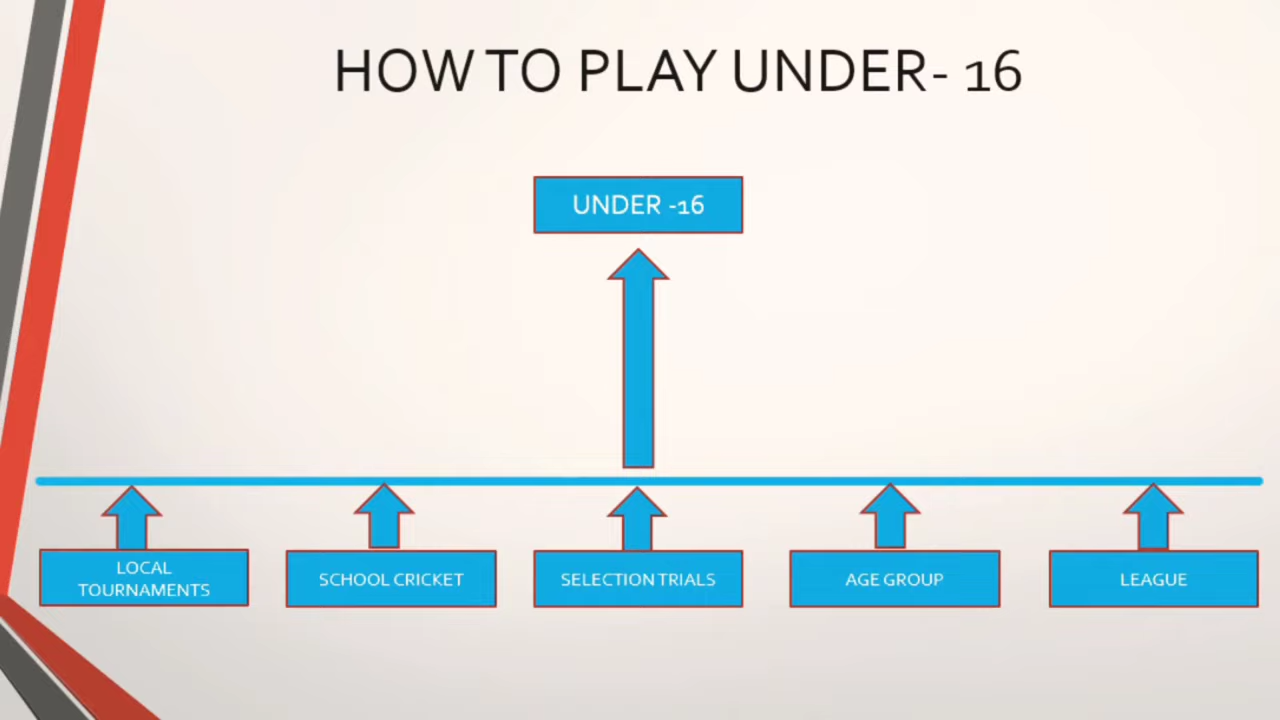 HOW TO PLAY UNDER- 16
UNDER -16
LOCAL
TOURNAMENTS
SCHOOL CRICKET
SELECTION TRIALS
AGE GROUP
LEAGUE